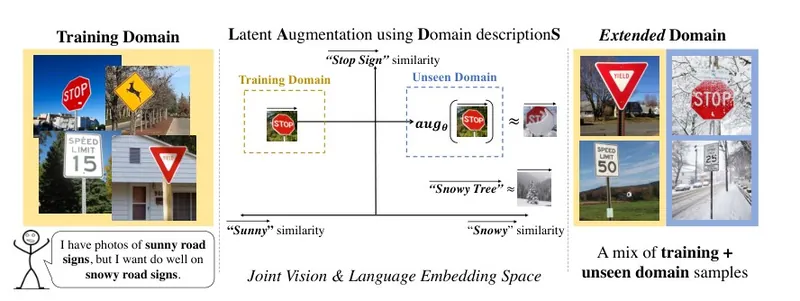 Training Domain
STOP
SPEED
LIMIT
15
I have photos of sunny road
signs, but I want do well on
snowy road signs.
Latent Augmentation using Domain descriptionS
"Stop Sign" similarity
Training Domain
STOP
Unseen Domain
augθ ( STOP ) ≈
"Snowy Tree" ≈
"Sunny" similarity
"Snowy" similarity
Joint Vision & Language Embedding Space
Extended Domain
YIELD
STOP
SPEED
LIMIT
50
SPEED
LIMIT
25
A mix of training +
unseen domain samples